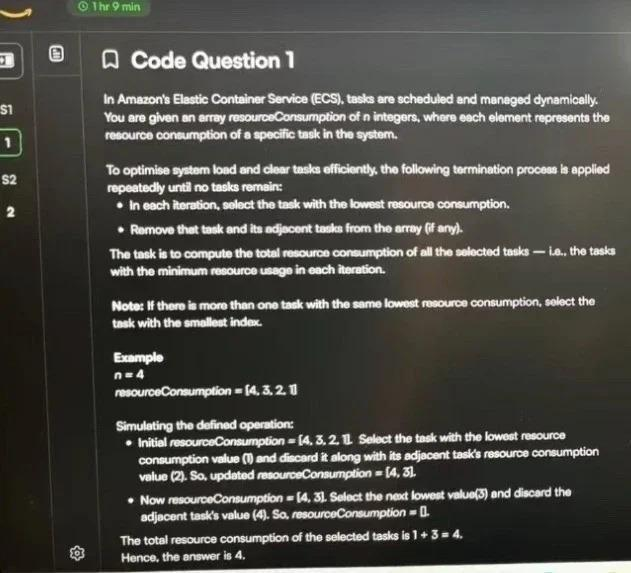 1 hr 9 min
Code Question 1
S1
1
S2
2
In Amazon's Elastic Container Service (ECS), tasks are scheduled and managed dynamically.
You are given an array resourceConsumption of n integers, where each element represents the
resource consumption of a specific task in the system.
To optimise system load and clear tasks efficiently, the following termination process is applied
repeatedly until no tasks remain:
• In each iteration, select the task with the lowest resource consumption.
• Remove that task and its adjacent tasks from the array (if any).
The task is to compute the total resource consumption of all the selected tasks — i.e., the tasks
with the minimum resource usage in each iteration.
Note: If there is more than one task with the same lowest resource consumption, select the
task with the smallest index.
Example
n = 4
resourceConsumption = [4, 3, 2, 1]
Simulating the defined operation:
• Initial resourceConsumption = [4, 3, 2, 1]. Select the task with the lowest resource
consumption value (1) and discard it along with its adjacent task's resource consumption
value (2). So, updated resourceConsumption = [4, 3].
• Now resourceConsumption = [4, 3]. Select the next lowest value(3) and discard the
adjacent task's value (4). So, resourceConsumption = [].
The total resource consumption of the selected tasks is 1 + 3 = 4.
Hence, the answer is 4.